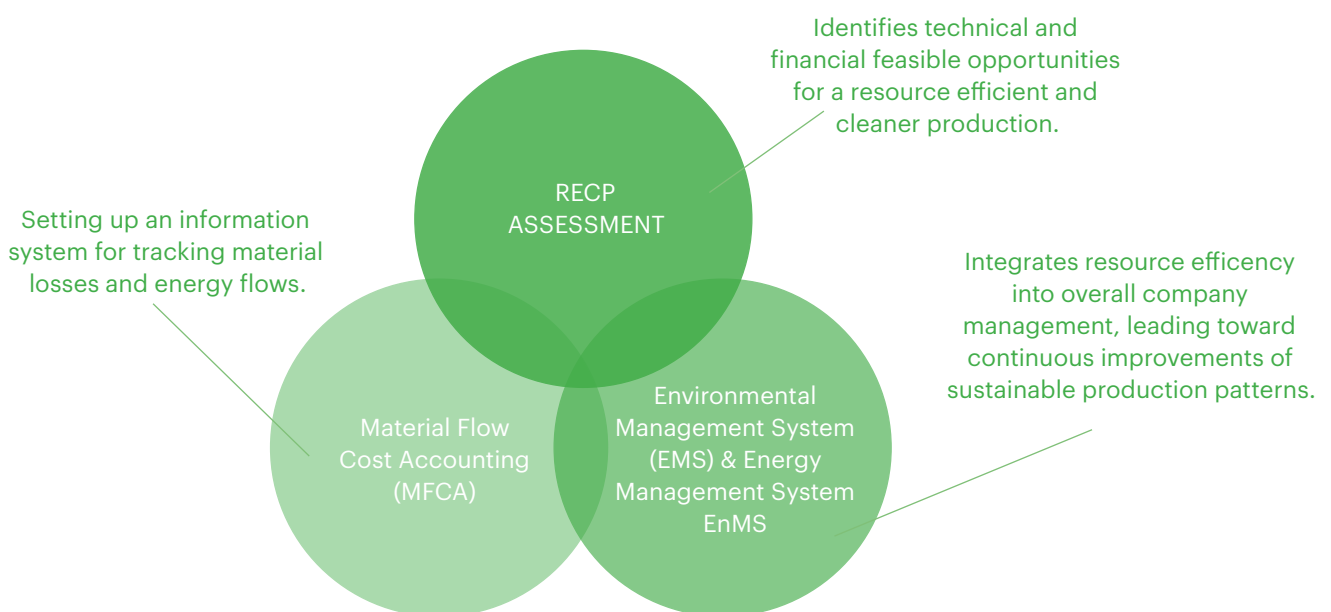 Identifies technical and
financial feasible opportunities
for a resource efficient and
cleaner production.
RECP
ASSESSMENT
Setting up an information
system for tracking material
losses and energy flows.
Integrates resource efficency
into overall company
management, leading toward
continuous improvements of
sustainable production patterns.
Material Flow
Cost Accounting
(MFCA)
Environmental
Management System
(EMS) & Energy
Management System
EnMS